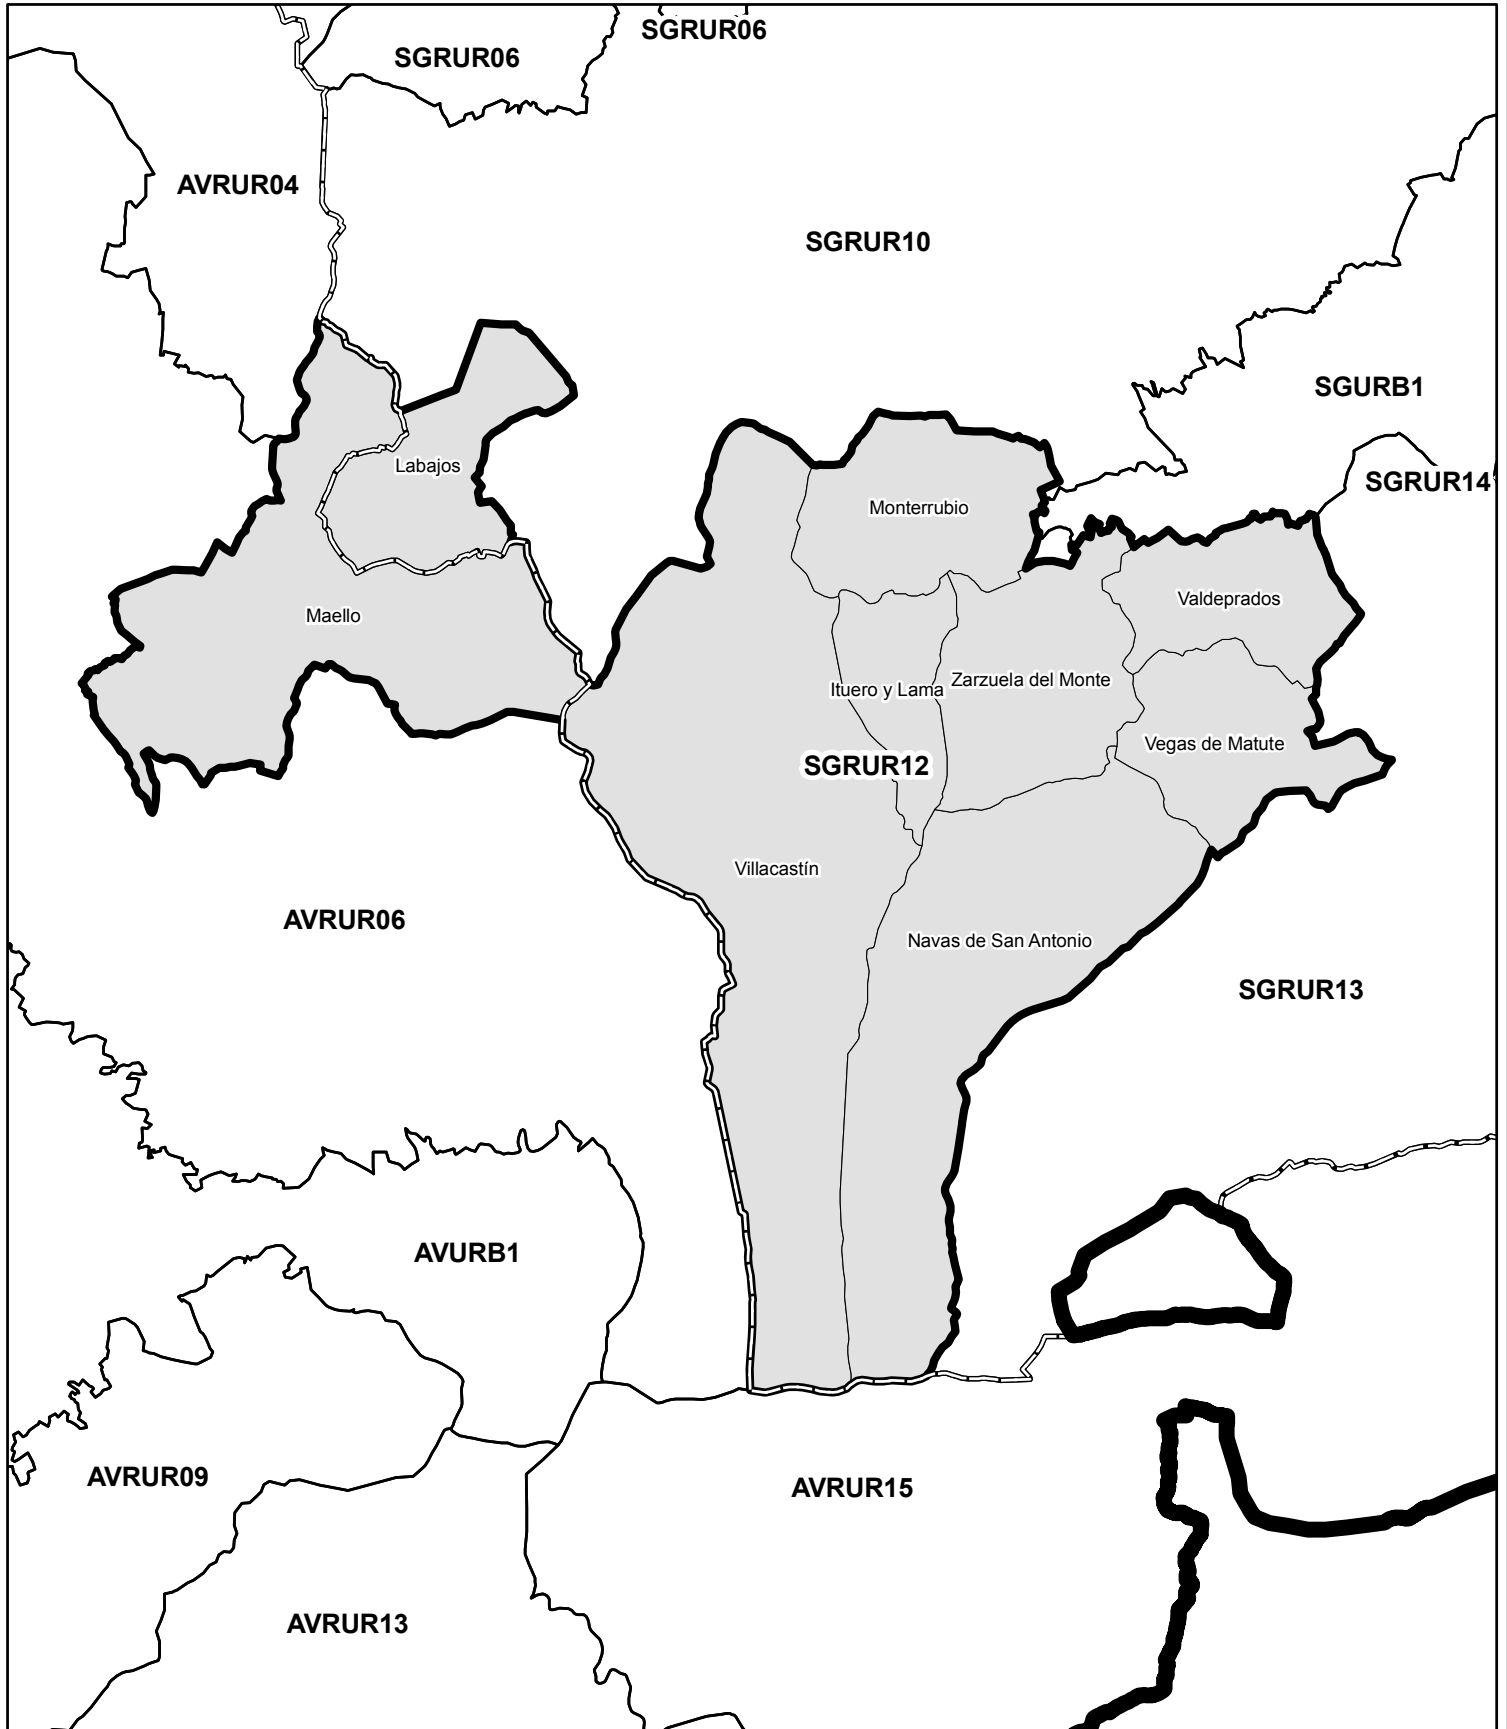 SGRUR06
SGRUR06
AVRUR04
SGRUR10
SGURB1
Labajos
SGRUR14
Monterrubio
Valdeprados
Maello
Zarzuela del Monte
Ituero y Lama
Vegas de Matute
SGRUR12
Villacastín
AVRUR06
Navas de San Antonio
SGRUR13
AVURB1
AVRUR09
AVRUR15
AVRUR13